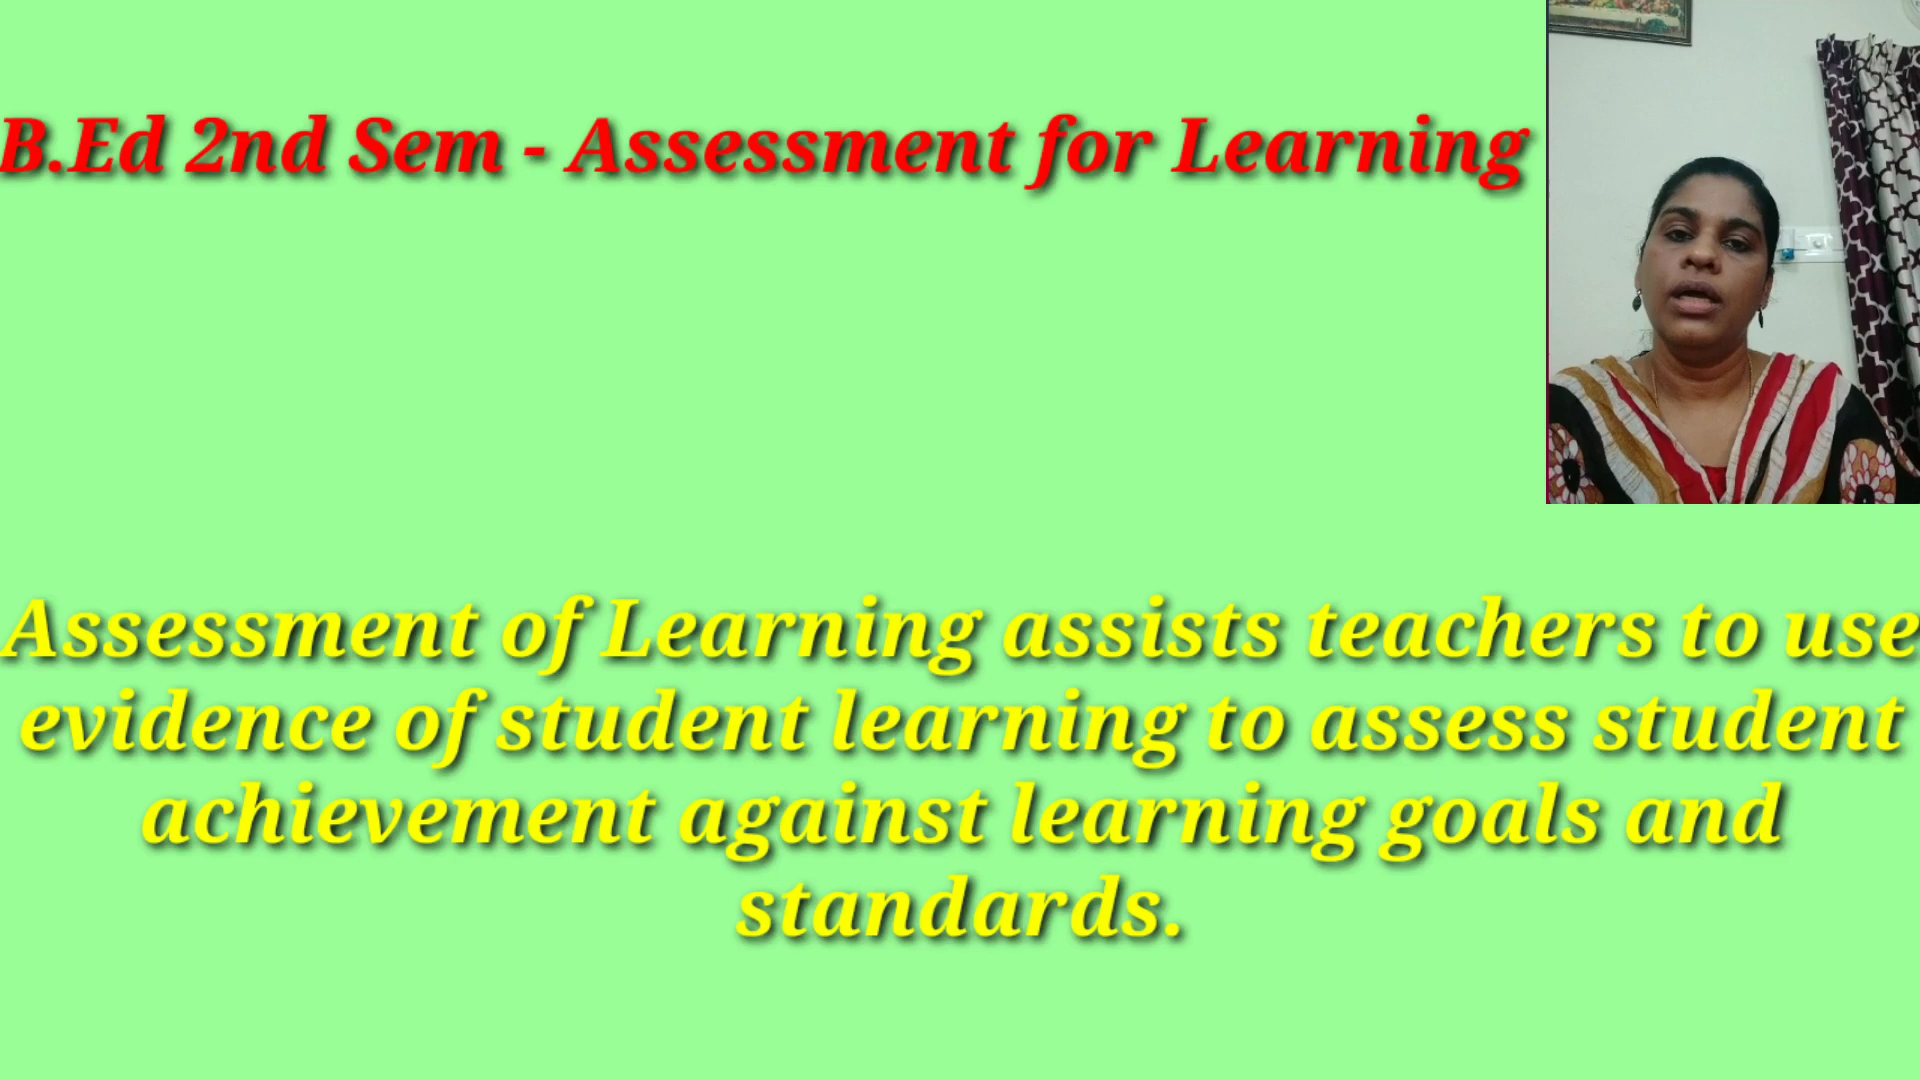 B.Ed 2nd Sem - Assessment for Learning
Assessment of Learning assists teachers to use
evidence of student learning to assess student
achievement against learning goals and
standards.